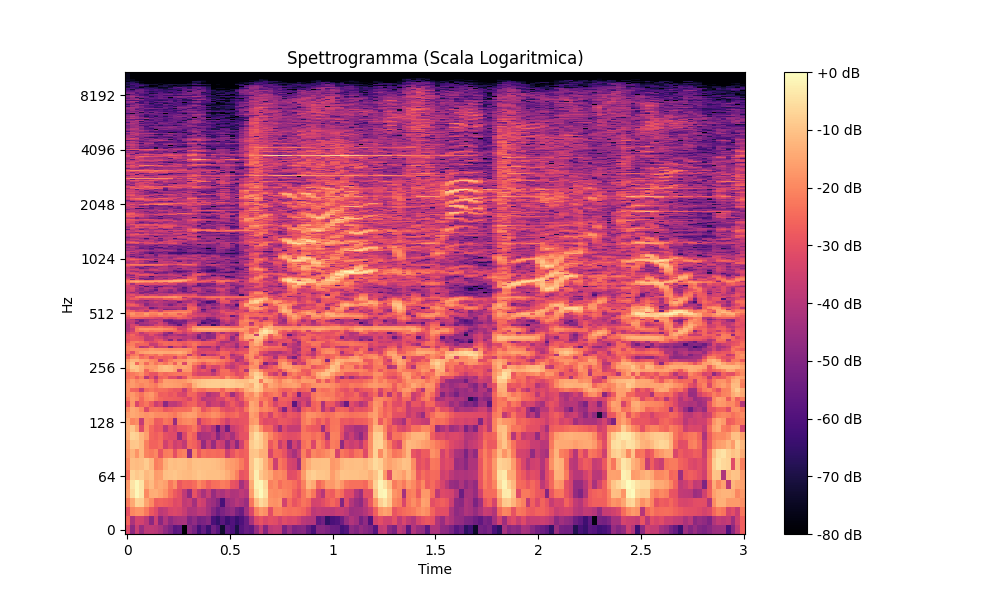 Spettrogramma (Scala Logaritmica)
Hz
8192
4096
2048
1024
512
256
128
64
0
0 0.5 1 1.5 2 2.5 3
Time
+0 dB
-10 dB
-20 dB
-30 dB
-40 dB
-50 dB
-60 dB
-70 dB
-80 dB